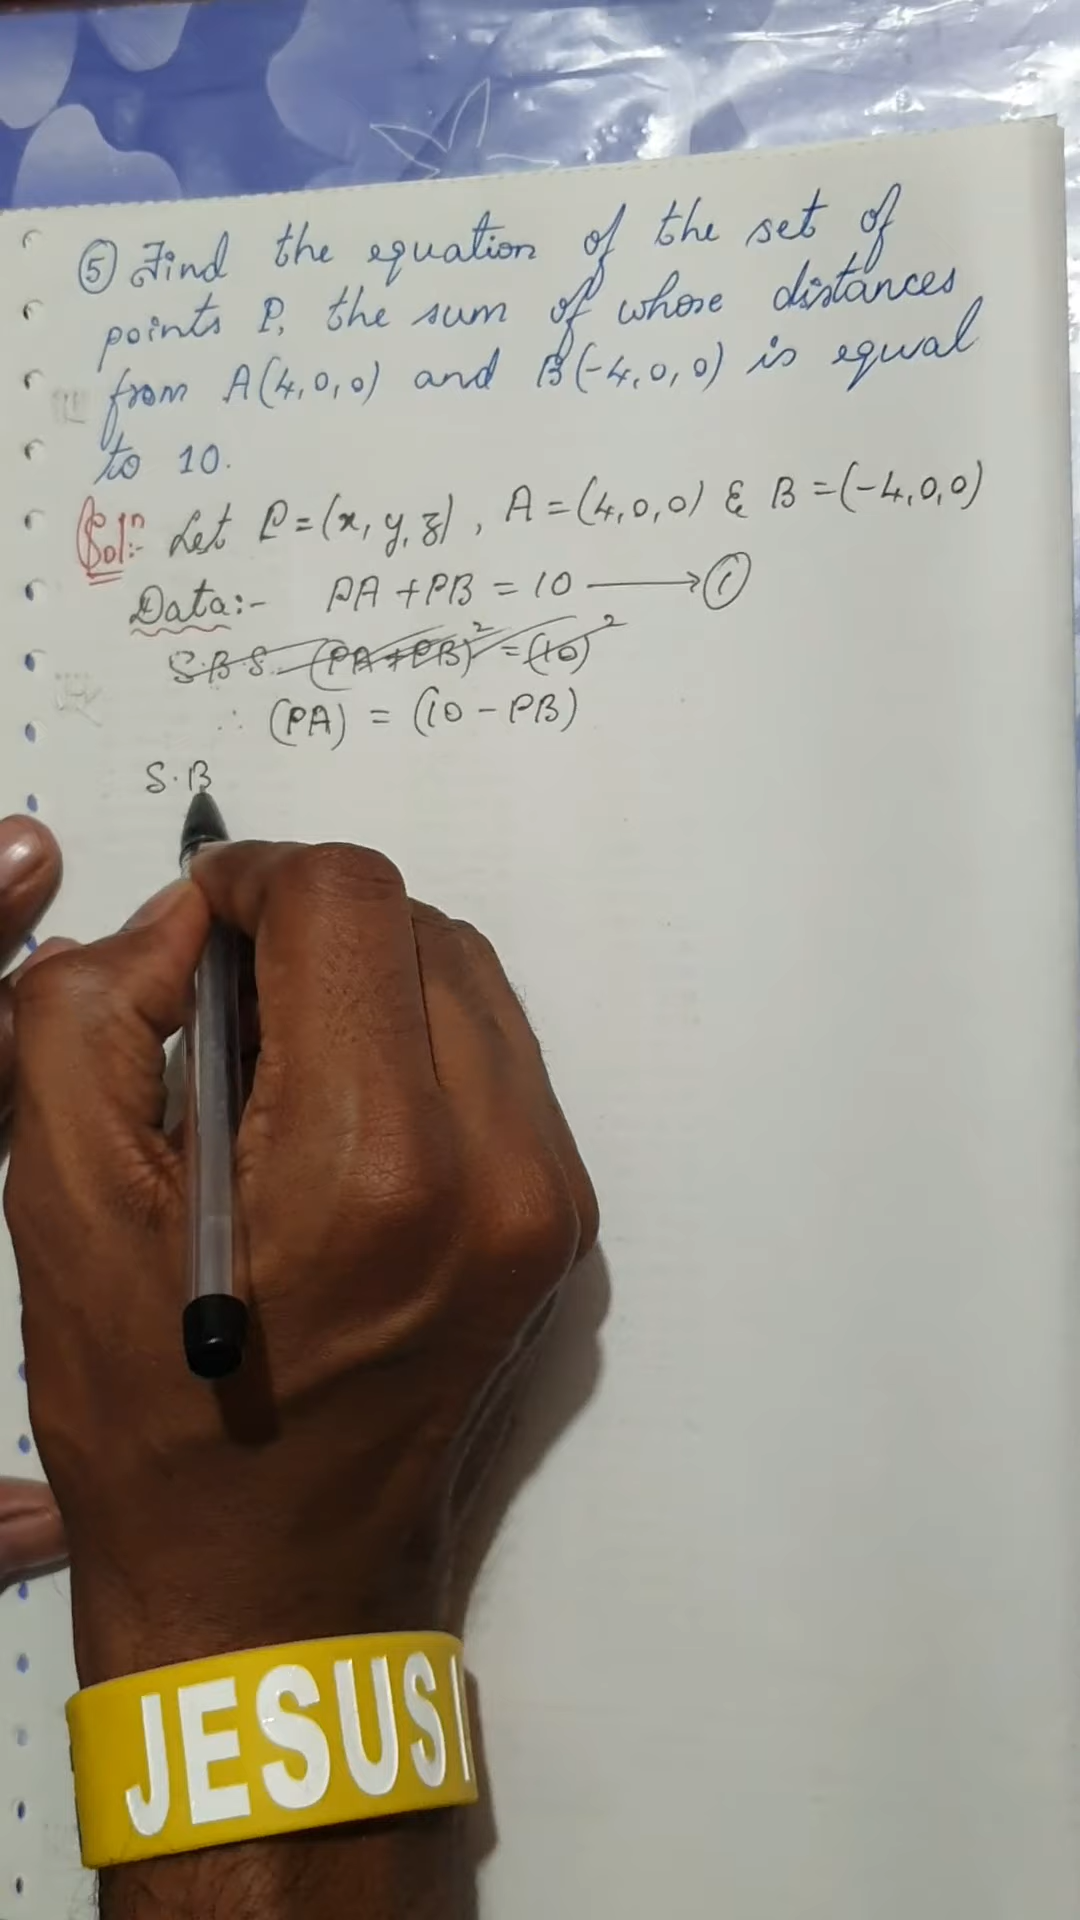 ⑤ Find the equation of the set of
points P, the sum of whose distances
from A(4,0,0) and B(-4,0,0) is equal
to 10.
Solⁿ:- Let P=(x, y, z), A=(4,0,0) & B=(-4,0,0)
Data:- PA+PB=10 ⟶ ①
S.B.S (PA+PB)²=(10)²
∴ (PA) = (10-PB)
S.B
JESUS